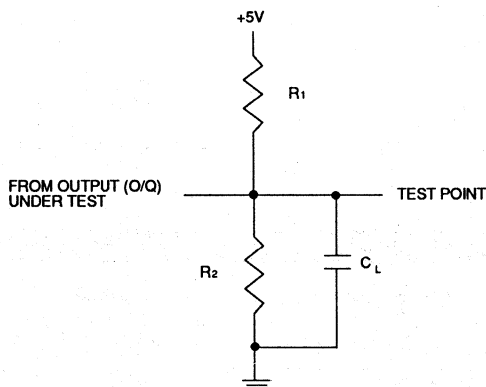 +5V
R1
FROM OUTPUT (O/Q)
UNDER TEST
TEST POINT
R2
CL